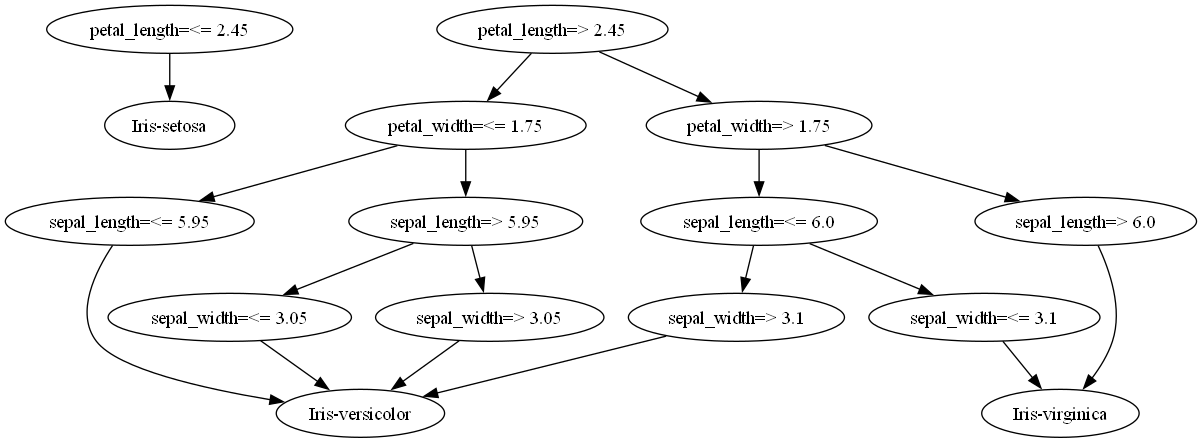 petal_length=<= 2.45
petal_length=> 2.45
Iris-setosa
petal_width=<= 1.75
petal_width=> 1.75
sepal_length=<= 5.95
sepal_length=> 5.95
sepal_length=<= 6.0
sepal_length=> 6.0
sepal_width=<= 3.05
sepal_width=> 3.05
sepal_width=> 3.1
sepal_width=<= 3.1
Iris-versicolor
Iris-virginica